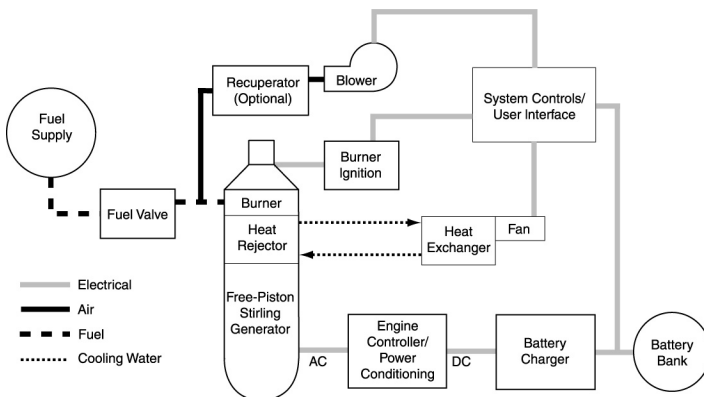 Fuel
Supply
Recuperator
(Optional)
Blower
System Controls/
User Interface
Burner
Ignition
Fuel Valve
Burner
Heat
Rejector
Heat
Exchanger
Fan
Free-Piston
Stirling
Generator
Electrical
Air
Fuel
Cooling Water
AC
Engine
Controller/
Power
Conditioning
DC
Battery
Charger
Battery
Bank